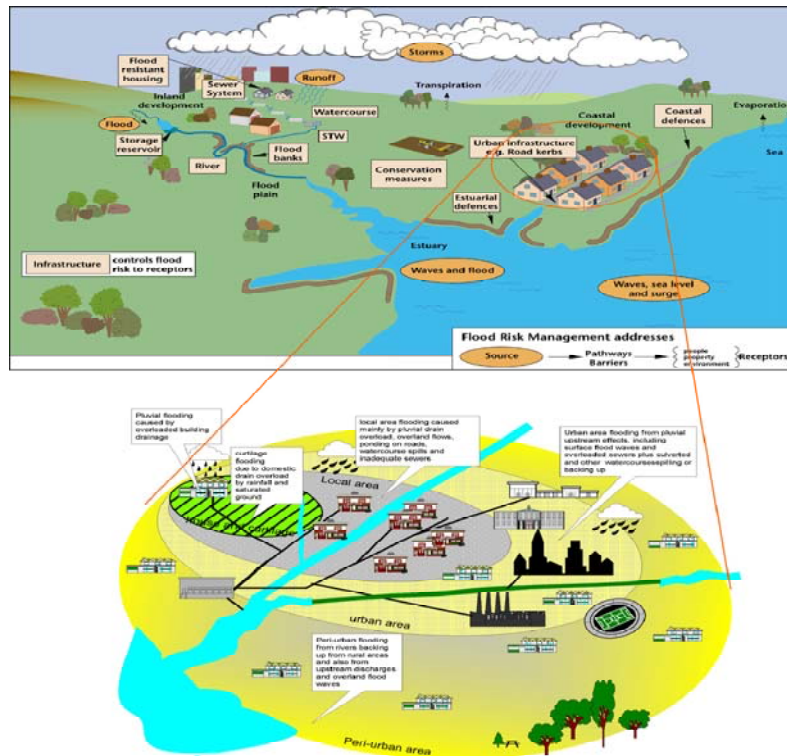 Storms
Flood
resistant
housing
Sewer
System
Runoff
Transpiration
Inland
development
Watercourse
Coastal
development
Coastal
defences
Evaporation
Flood
STW
Urban infrastructure
e.g. Road kerbs
Sea
Storage
reservoir
River
Flood
banks
Conservation
measures
Flood
plain
Estuarial
defences
Estuary
Infrastructure
controls flood
risk to receptors
Waves and flood
Waves, sea level
and surge
Flood Risk Management addresses
Source
Pathways
Barriers
people
property
environment
Receptors
Pluvial flooding
caused by
overloaded building
drainage
curtilage
flooding
due to domestic
drain overload
by rainfall and
saturated
ground
local area flooding caused
mainly by pluvial drain
overload, overland flows,
ponding on roads,
watercourse spills and
inadequate sewers
Urban area flooding from pluvial
upstream effects, including
surface flood waves and
overloaded sewers plus culverted
and other watercoursesspilling or
backing up
Local area
house and curtilage
urban area
Peri-urban flooding
from rivers backing
up from rural areas
and also from
upstream discharges
and overland flood
waves
Peri-urban area